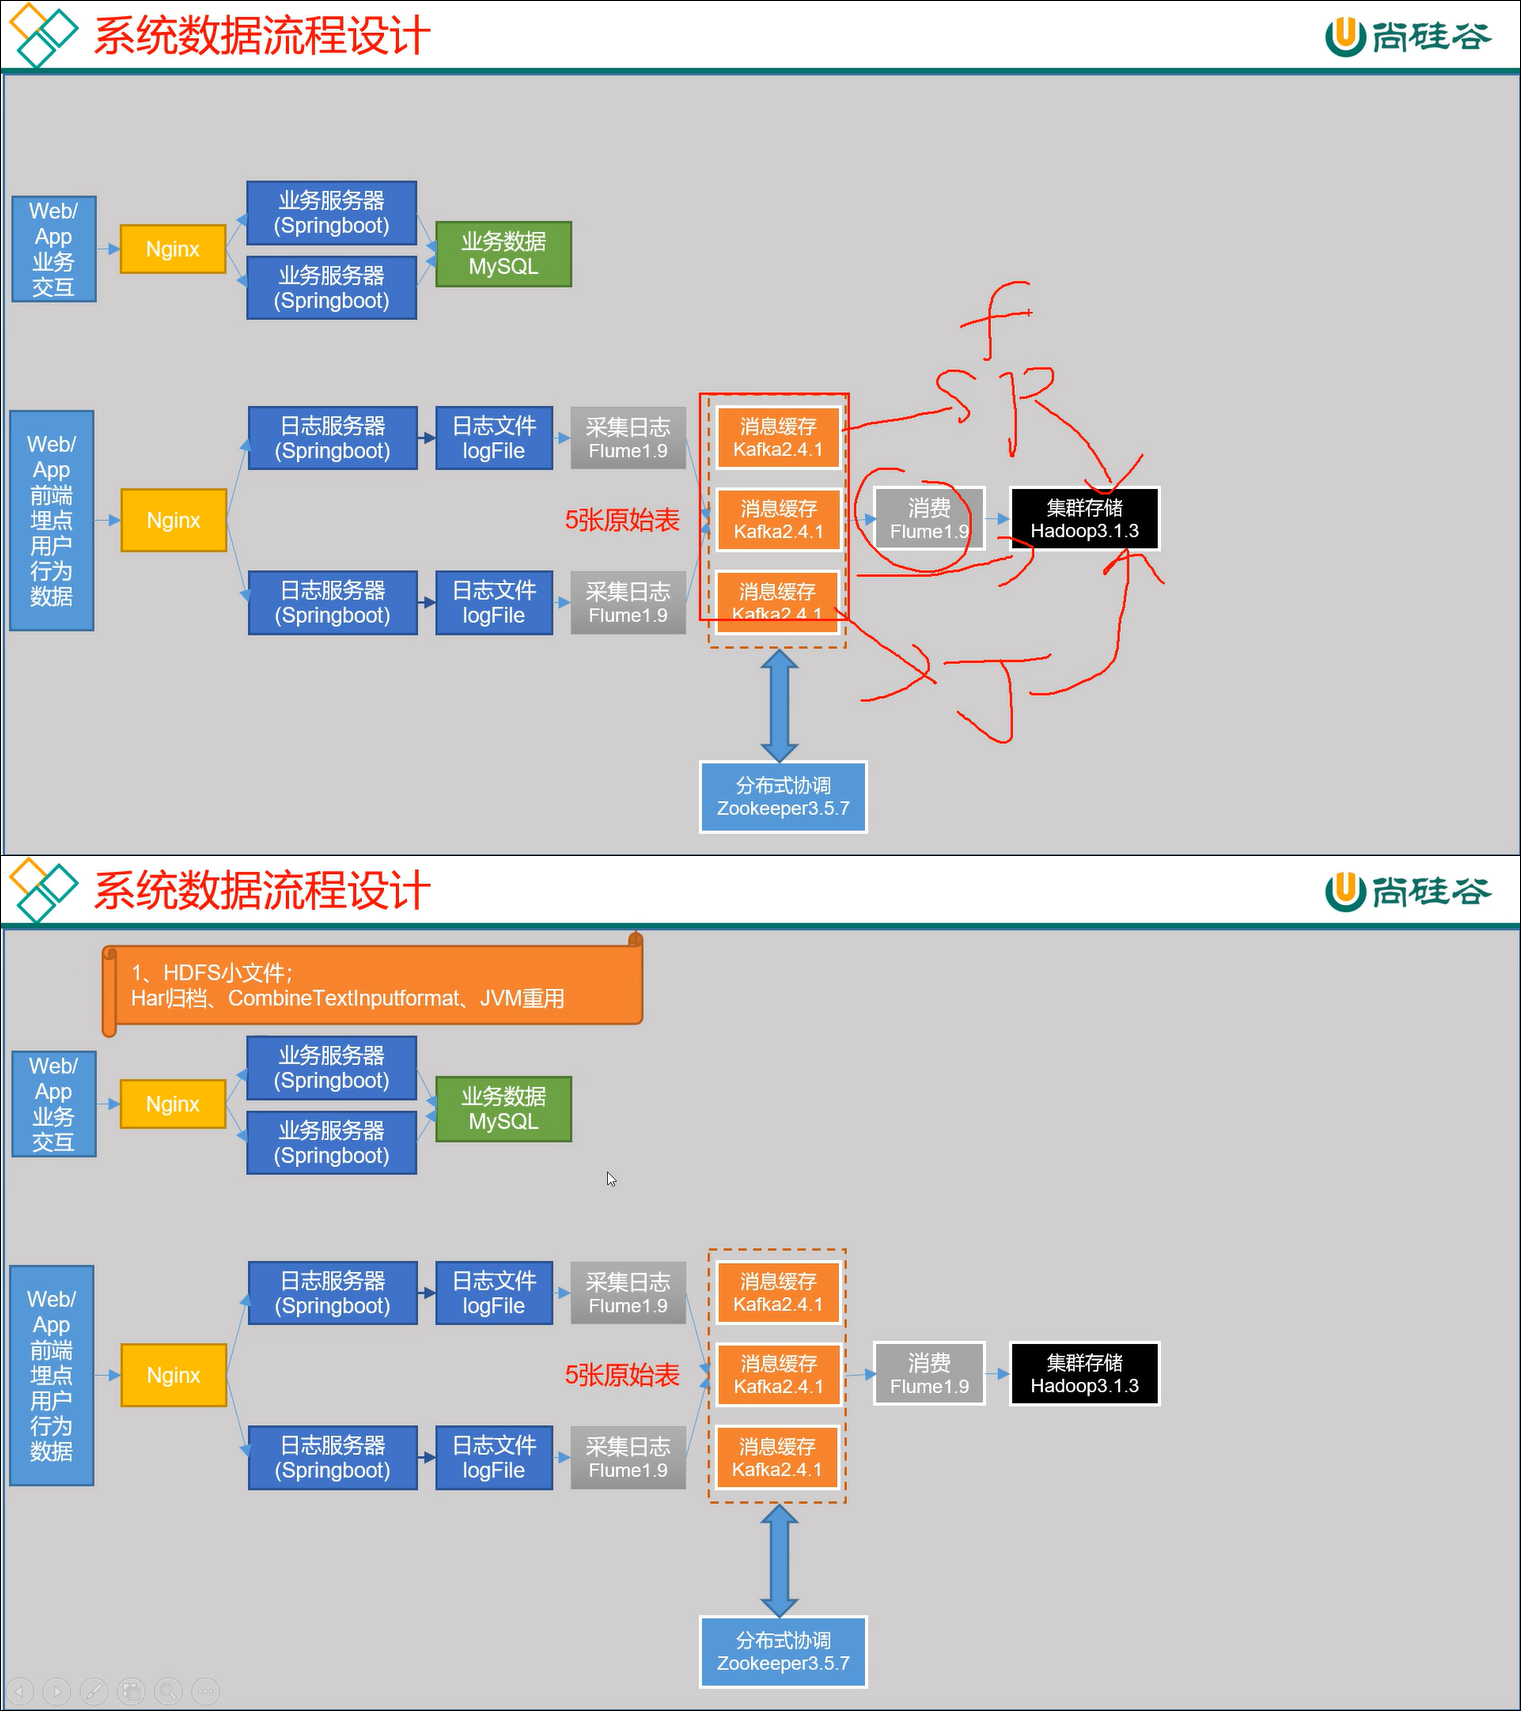 系统数据流程设计
尚硅谷
Web/
App
业务
交互
Nginx
业务服务器
(Springboot)
业务服务器
(Springboot)
业务数据
MySQL
f
SP
Web/
App
前端
埋点
用户
行为
数据
Nginx
日志服务器
(Springboot)
日志文件
logFile
采集日志
Flume1.9
消息缓存
Kafka2.4.1
5张原始表
消息缓存
Kafka2.4.1
消费
Flume1.9
集群存储
Hadoop3.1.3
日志服务器
(Springboot)
日志文件
logFile
采集日志
Flume1.9
消息缓存
Kafka2.4.1
J
分布式协调
Zookeeper3.5.7
系统数据流程设计
尚硅谷
1、HDFS小文件；
Har归档、CombineTextInputformat、JVM重用
Web/
App
业务
交互
Nginx
业务服务器
(Springboot)
业务服务器
(Springboot)
业务数据
MySQL
Web/
App
前端
埋点
用户
行为
数据
Nginx
日志服务器
(Springboot)
日志文件
logFile
采集日志
Flume1.9
消息缓存
Kafka2.4.1
5张原始表
消息缓存
Kafka2.4.1
消费
Flume1.9
集群存储
Hadoop3.1.3
日志服务器
(Springboot)
日志文件
logFile
采集日志
Flume1.9
消息缓存
Kafka2.4.1
分布式协调
Zookeeper3.5.7